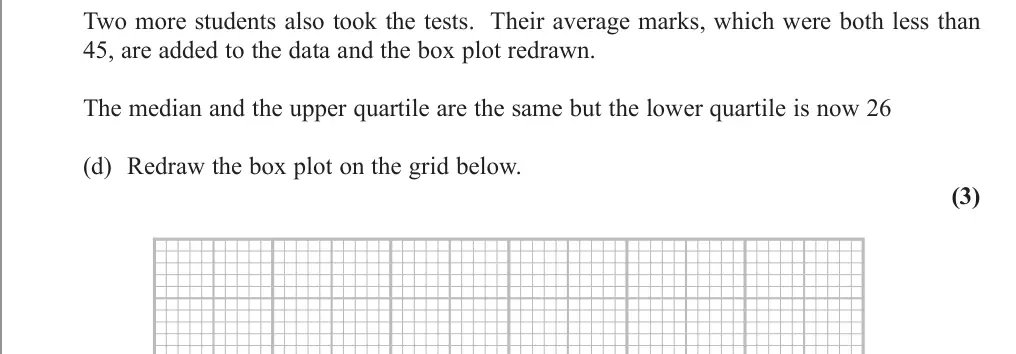 Two more students also took the tests. Their average marks, which were both less than
45, are added to the data and the box plot redrawn.
The median and the upper quartile are the same but the lower quartile is now 26
(d) Redraw the box plot on the grid below.
(3)